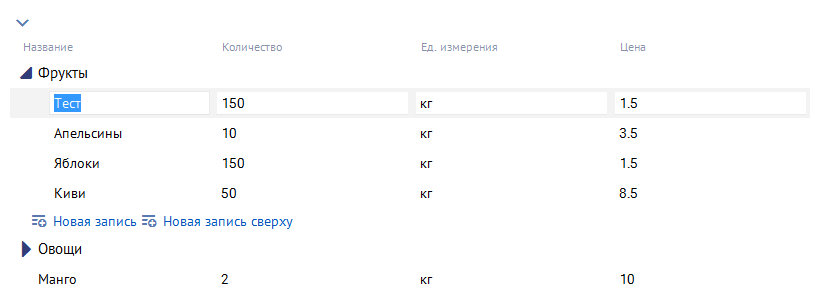 Название Количество Ед. измерения Цена
Фрукты
Тест 150 кг 1.5
Апельсины 10 кг 3.5
Яблоки 150 кг 1.5
Киви 50 кг 8.5
Новая запись Новая запись сверху
Овощи
Манго 2 кг 10